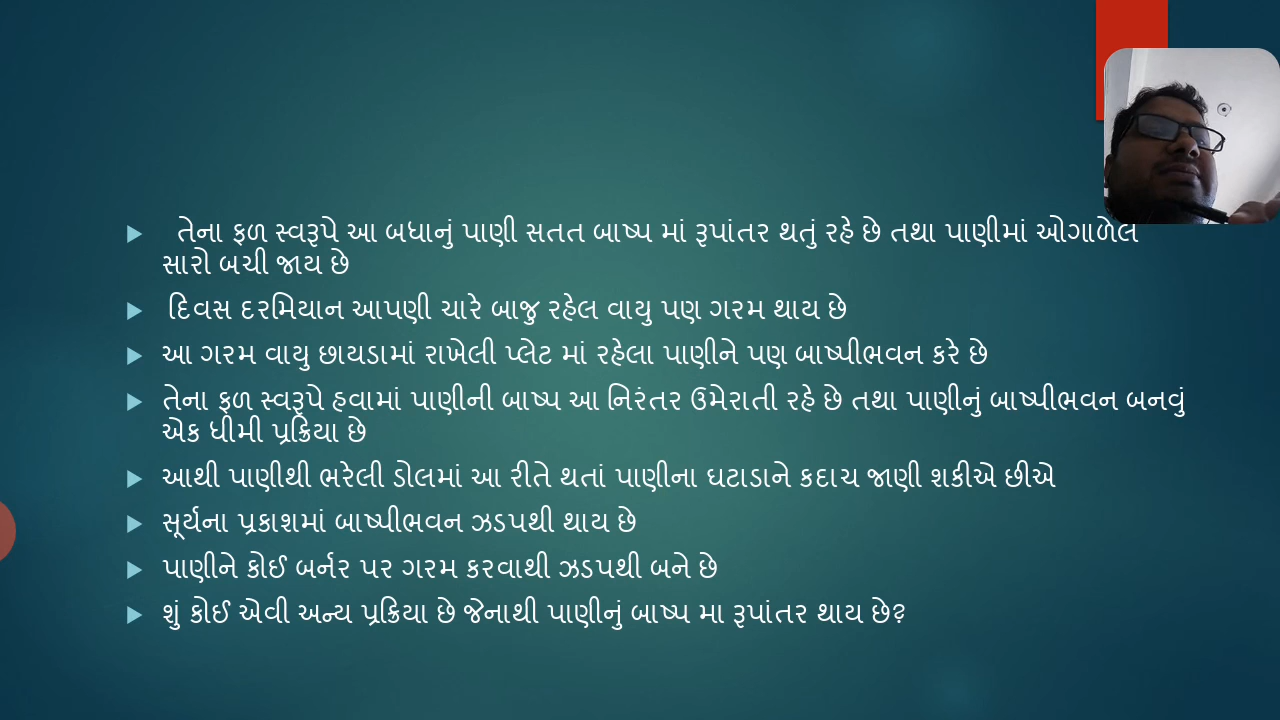 તેના ફળ સ્વરૂપે આ બધાનું પાણી સતત બાષ્પ માં રૂપાંતર થતું રહે છે તથા પાણીમાં ઓગાળેલ
સારો બચી જાય છે
દિવસ દરમિયાન આપણી ચારે બાજુ રહેલ વાયુ પણ ગરમ થાય છે
આ ગરમ વાયુ છાયડામાં રાખેલી પ્લેટ માં રહેલા પાણીને પણ બાષ્પીભવન કરે છે
તેના ફળ સ્વરૂપે હવામાં પાણીની બાષ્પ આ નિરંતર ઉમેરાતી રહે છે તથા પાણીનું બાષ્પીભવન બનવું
એક ધીમી પ્રક્રિયા છે
આથી પાણીથી ભરેલી ડોલમાં આ રીતે થતાં પાણીના ઘટાડાને કદાચ જાણી શકીએ છીએ
સૂર્યના પ્રકાશમાં બાષ્પીભવન ઝડપથી થાય છે
પાણીને કોઈ બર્નર પર ગરમ કરવાથી ઝડપથી બને છે
શું કોઈ એવી અન્ય પ્રક્રિયા છે જેનાથી પાણીનું બાષ્પ મા રૂપાંતર થાય છે?